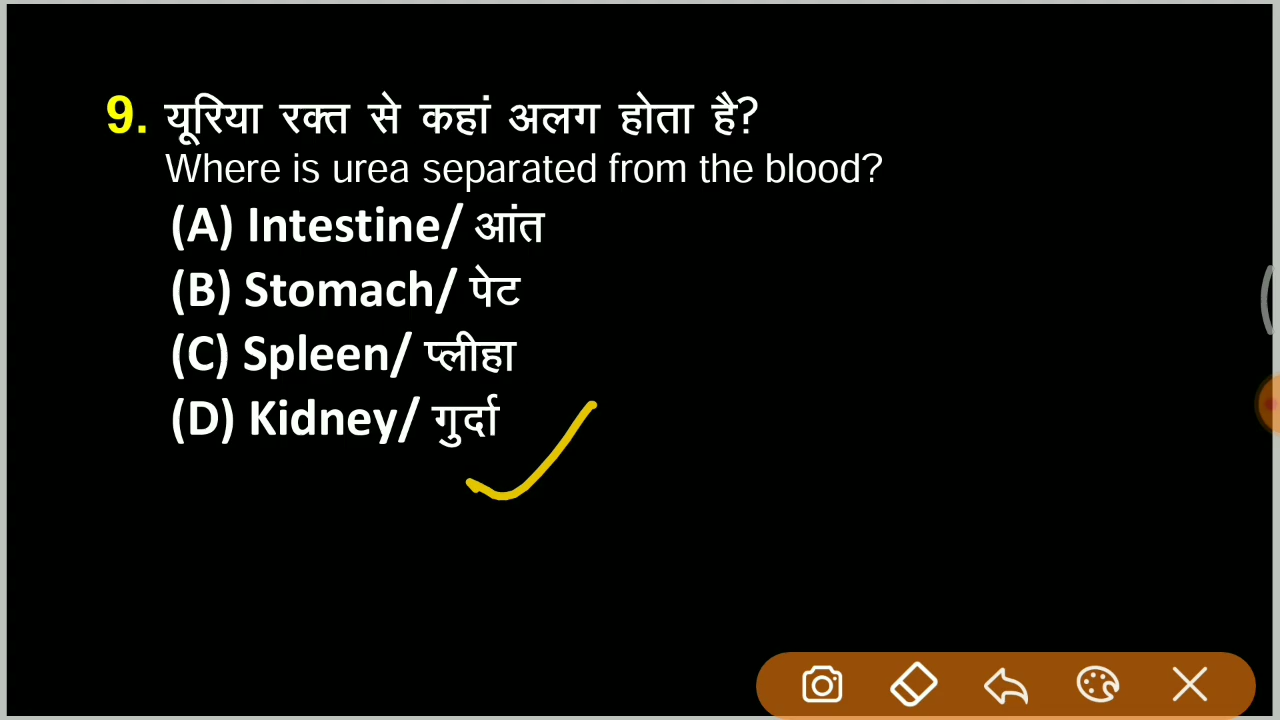 9. यूरिया रक्त से कहां अलग होता है?
Where is urea separated from the blood?
(A) Intestine/ आंत
(B) Stomach/ पेट
(C) Spleen/ प्लीहा
(D) Kidney/ गुर्दा